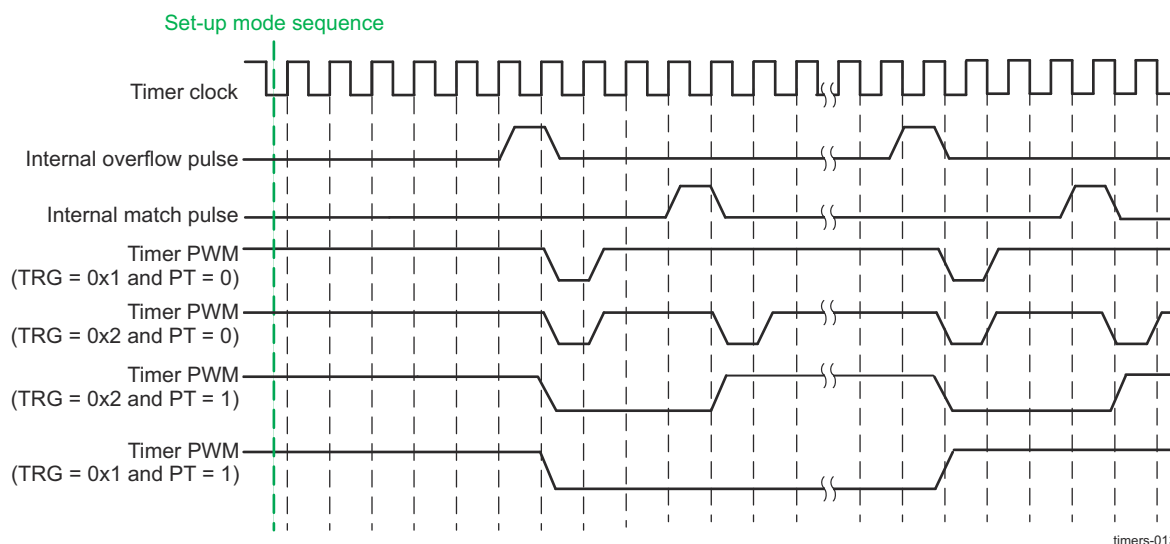 Set-up mode sequence
Timer clock
Internal overflow pulse
Internal match pulse
Timer PWM
(TRG = 0x1 and PT = 0)
Timer PWM
(TRG = 0x2 and PT = 0)
Timer PWM
(TRG = 0x2 and PT = 1)
Timer PWM
(TRG = 0x1 and PT = 1)